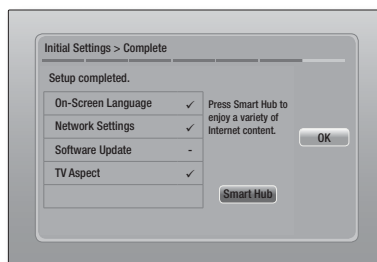 Initial Settings > Complete
Setup completed.
On-Screen Language ✓
Network Settings ✓
Software Update -
TV Aspect ✓
Press Smart Hub to
enjoy a variety of
Internet content.
Smart Hub
OK